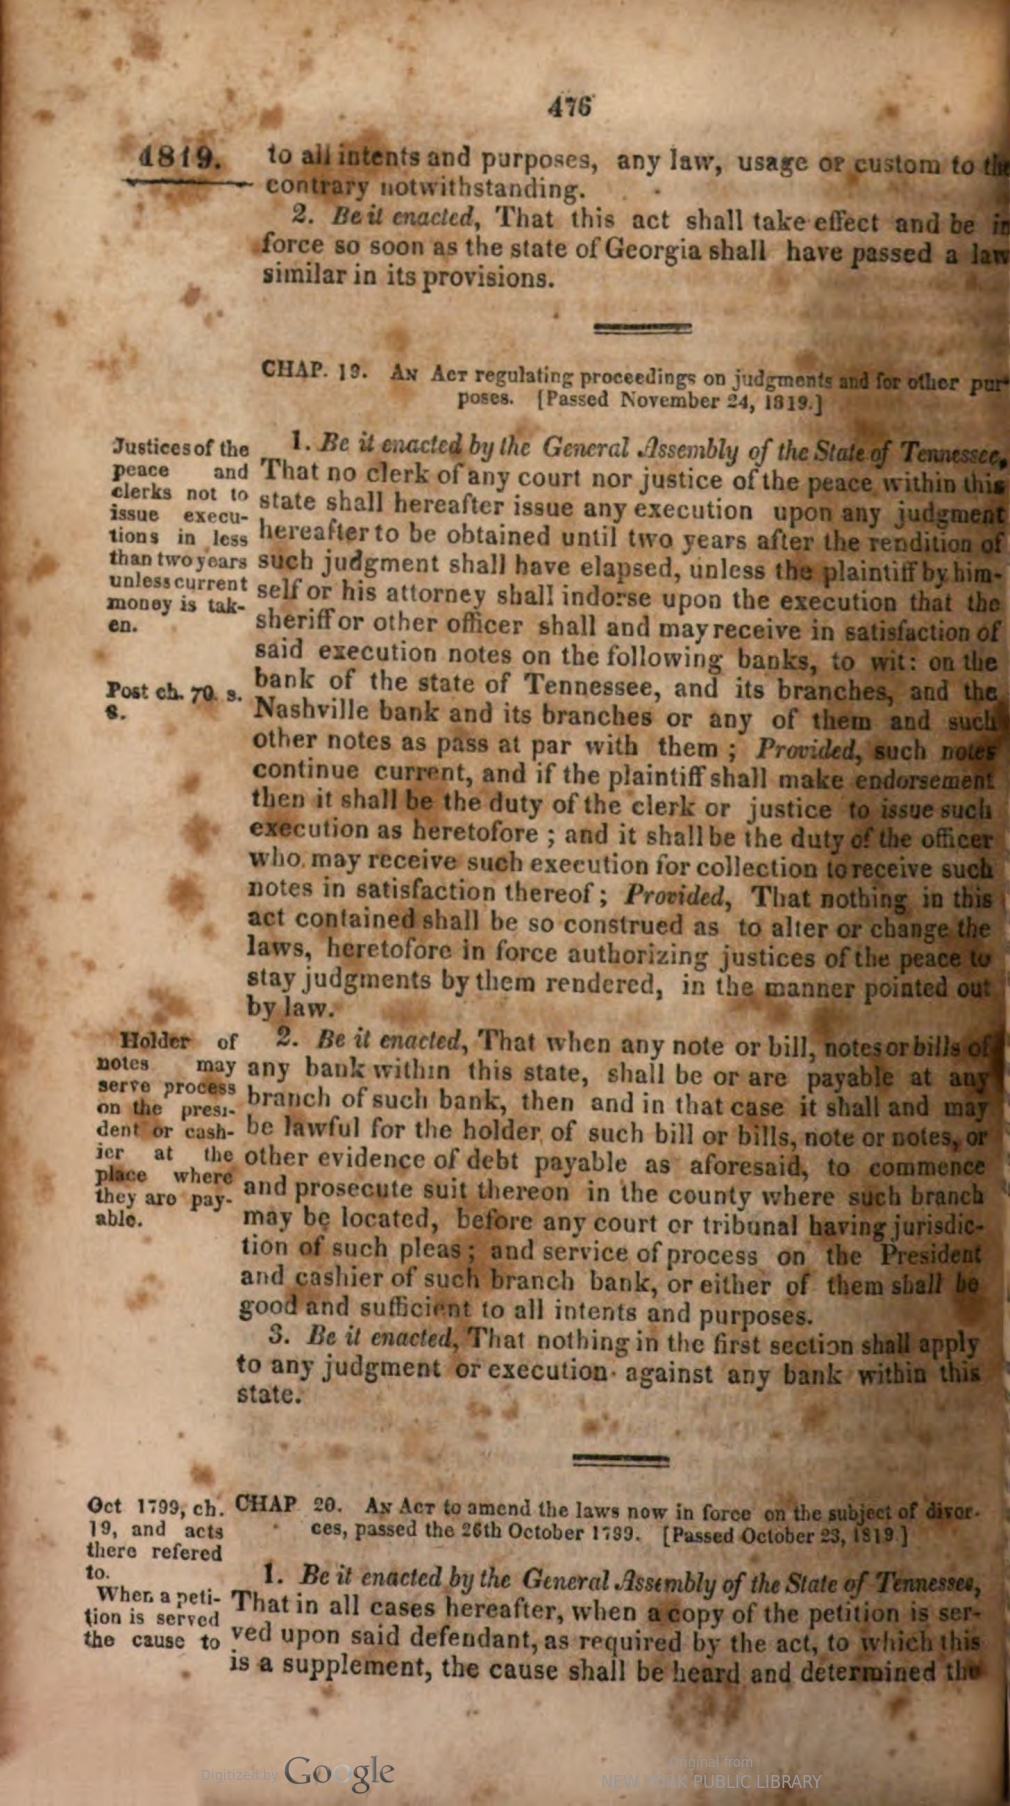 476
1819.
to all intents and purposes, any law, usage or custom to the
contrary notwithstanding.
2. Be it enacted, That this act shall take effect and be in
force so soon as the state of Georgia shall have passed a law
similar in its provisions.
CHAP. 19. AN ACT regulating proceedings on judgments and for other pur-
poses. [Passed November 24, 1819.]
Justices of the
peace and
clerks not to
issue execu-
tions in less
than two years
unless current
money is tak-
en.
Post ch. 70. s.
8.
1. Be it enacted by the General Assembly of the State of Tennessee,
That no clerk of any court nor justice of the peace within this
state shall hereafter issue any execution upon any judgment
hereafter to be obtained until two years after the rendition of
such judgment shall have elapsed, unless the plaintiff by him-
self or his attorney shall indorse upon the execution that the
sheriff or other officer shall and may receive in satisfaction of
said execution notes on the following banks, to wit: on the
bank of the state of Tennessee, and its branches, and the
Nashville bank and its branches or any of them and such
other notes as pass at par with them ; Provided, such notes
continue current, and if the plaintiff shall make endorsement
then it shall be the duty of the clerk or justice to issue such
execution as heretofore ; and it shall be the duty of the officer
who may receive such execution for collection to receive such
notes in satisfaction thereof ; Provided, That nothing in this
act contained shall be so construed as to alter or change the
laws, heretofore in force authorizing justices of the peace to
stay judgments by them rendered, in the manner pointed out
by law.
Holder of
notes may
serve process
on the presi-
dent or cash-
ier at the
place where
they are pay-
able.
2. Be it enacted, That when any note or bill, notes or bills of
any bank within this state, shall be or are payable at any
branch of such bank, then and in that case it shall and may
be lawful for the holder of such bill or bills, note or notes, or
other evidence of debt payable as aforesaid, to commence
and prosecute suit thereon in the county where such branch
may be located, before any court or tribunal having jurisdic-
tion of such pleas ; and service of process on the President
and cashier of such branch bank, or either of them shall be
good and sufficient to all intents and purposes.
3. Be it enacted, That nothing in the first section shall apply
to any judgment or execution against any bank within this
state.
Oct 1799, ch.
19, and acts
there refered
to.
When a peti-
tion is served
the cause to
CHAP 20. AN ACT to amend the laws now in force on the subject of divor-
ces, passed the 26th October 1799. [Passed October 23, 1819]
1. Be it enacted by the General Assembly of the State of Tennessee,
That in all cases hereafter, when a copy of the petition is ser-
ved upon said defendant, as required by the act, to which this
is a supplement, the cause shall be heard and determined the
Digitized by Google
Original from
NEW YORK PUBLIC LIBRARY